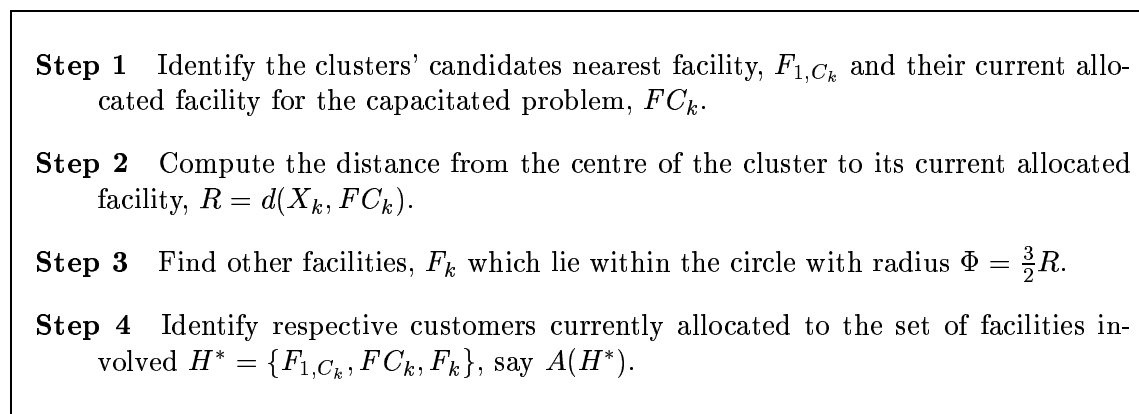 Step 1 Identify the clusters' candidates nearest facility, $F_{1,C_k}$ and their current allo-
cated facility for the capacitated problem, $FC_k$.
Step 2 Compute the distance from the centre of the cluster to its current allocated
facility, $R = d(X_k, FC_k)$.
Step 3 Find other facilities, $F_k$ which lie within the circle with radius $\Phi = \frac{3}{2}R$.
Step 4 Identify respective customers currently allocated to the set of facilities in-
volved $H^* = \{F_{1,C_k}, FC_k, F_k\}$, say $A(H^*)$.